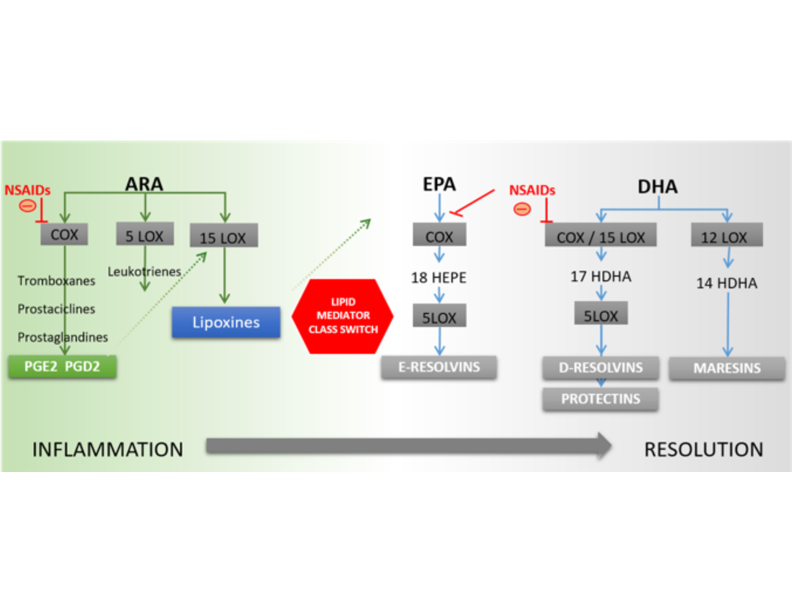 ARA
EPA
DHA
NSAIDs
NSAIDs
COX
5 LOX
15 LOX
COX
COX / 15 LOX
12 LOX
Tromboxanes
Leukotrienes
Prostaciclines
Prostaglandines
PGE2 PGD2
Lipoxines
LIPID
MEDIATOR
CLASS SWITCH
18 HEPE
17 HDHA
14 HDHA
5LOX
5LOX
E-RESOLVINS
D-RESOLVINS
MARESINS
PROTECTINS
INFLAMMATION
RESOLUTION